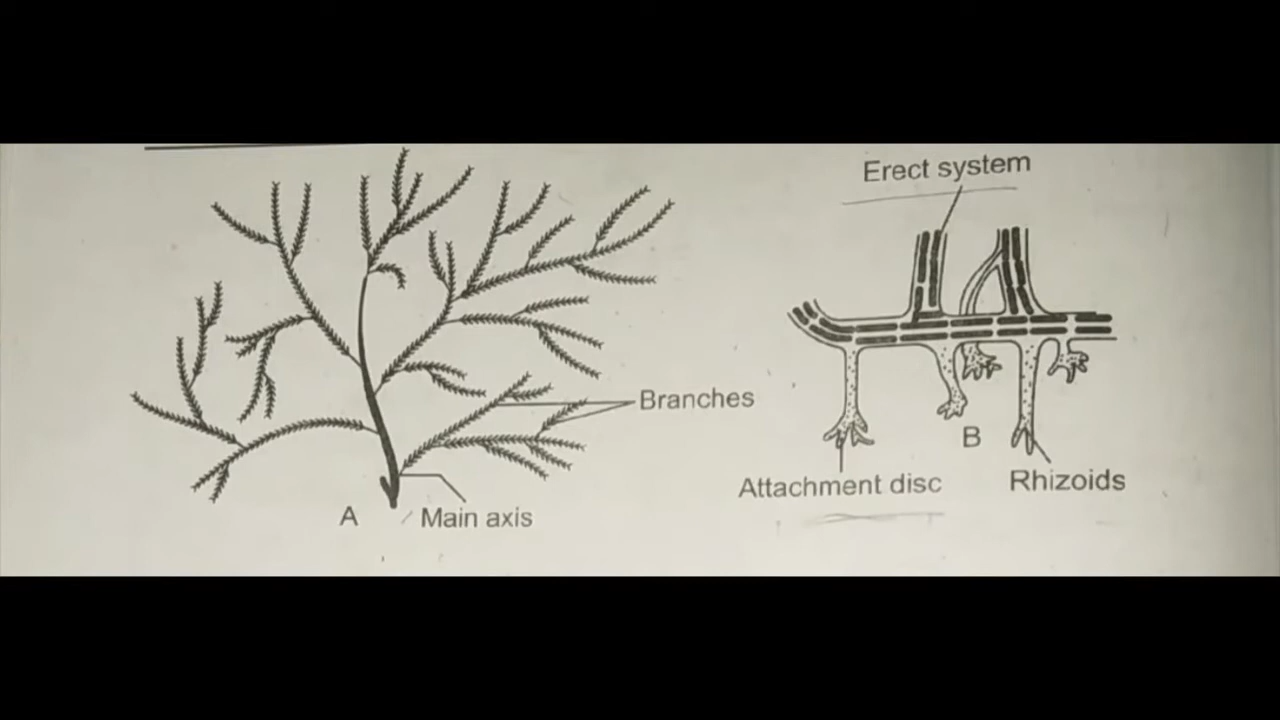 Erect system
Branches
B
Attachment disc
Rhizoids
A
Main axis